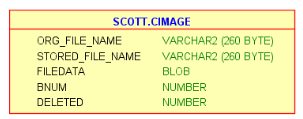 SCOTT.CIMAGE
ORG_FILE_NAME VARCHAR2 (260 BYTE)
STORED_FILE_NAME VARCHAR2 (260 BYTE)
FILEDATA BLOB
BNUM NUMBER
DELETED NUMBER